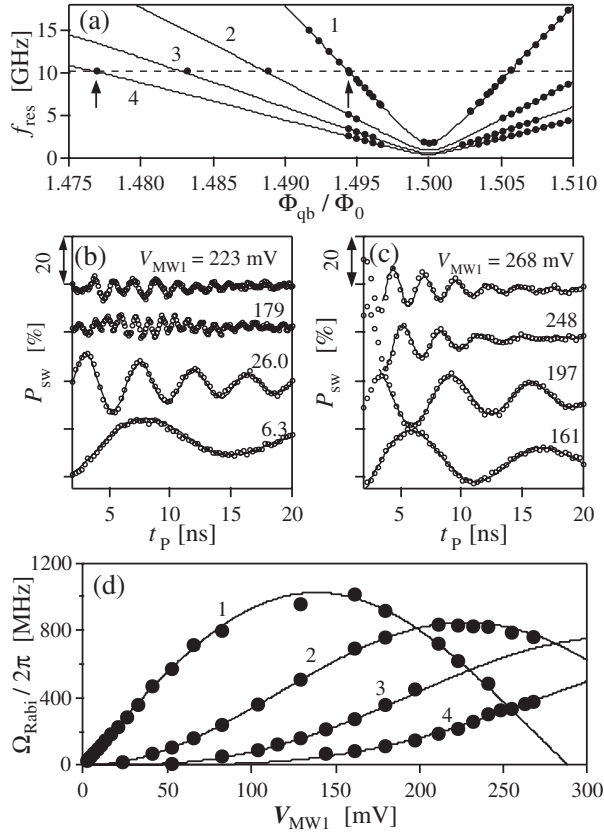 (a)
f_res [GHz]
15
10
5
0
1
2
3
4
1.475 1.480 1.485 1.490 1.495 1.500 1.505 1.510
Φ_qb / Φ_0
(b)
V_MW1 = 223 mV
20
179
26.0
6.3
P_sw [%]
5 10 15 20
t_P [ns]
(c)
V_MW1 = 268 mV
20
248
197
161
P_sw [%]
5 10 15 20
t_P [ns]
(d)
Ω_Rabi / 2π [MHz]
1200
800
400
0
1
2
3
4
0 50 100 150 200 250 300
V_MW1 [mV]